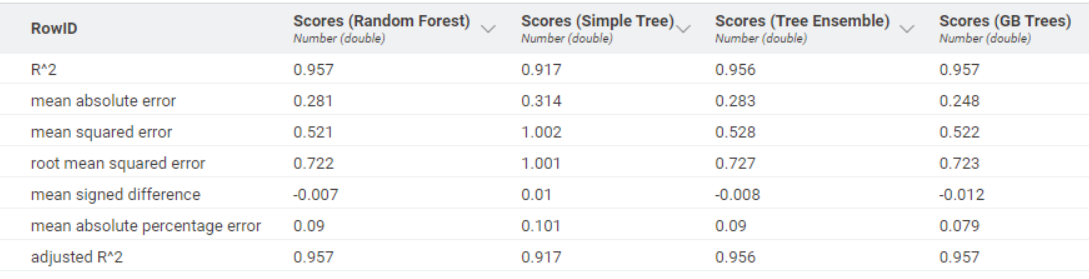 RowID Scores (Random Forest) Scores (Simple Tree) Scores (Tree Ensemble) Scores (GB Trees)
Number (double) Number (double) Number (double) Number (double)
R^2 0.957 0.917 0.956 0.957
mean absolute error 0.281 0.314 0.283 0.248
mean squared error 0.521 1.002 0.528 0.522
root mean squared error 0.722 1.001 0.727 0.723
mean signed difference -0.007 0.01 -0.008 -0.012
mean absolute percentage error 0.09 0.101 0.09 0.079
adjusted R^2 0.957 0.917 0.956 0.957